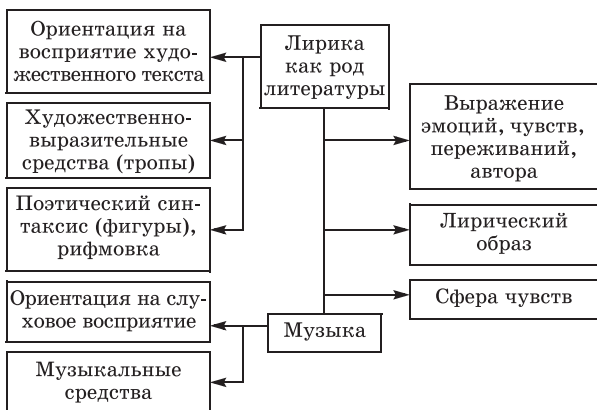 Ориентация на
восприятие худо-
жественного текста
Художественно-
выразительные
средства (тропы)
Поэтический син-
таксис (фигуры),
рифмовка
Ориентация на слу-
ховое восприятие
Музыкальные
средства
Лирика
как род
литературы
Музыка
Выражение
эмоций, чувств,
переживаний,
автора
Лирический
образ
Сфера чувств